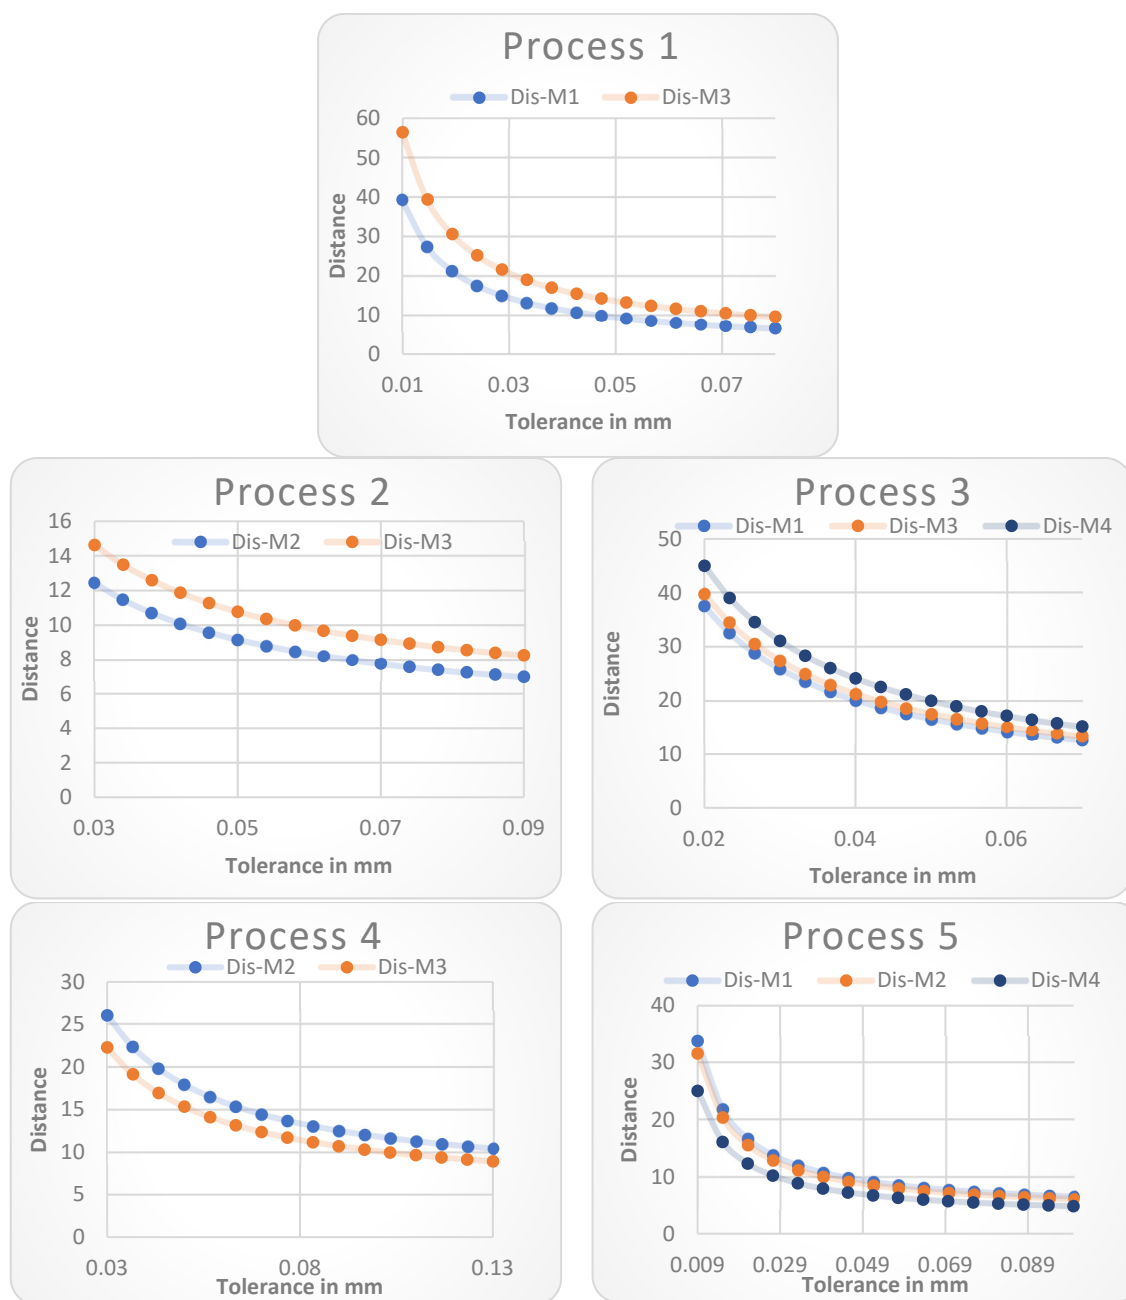 Process 1
Dis-M1 Dis-M3
60
50
40
30
20
10
0
Distance
0.01 0.03 0.05 0.07
Tolerance in mm
Process 2
Dis-M2 Dis-M3
16
14
12
10
8
6
4
2
0
Distance
0.03 0.05 0.07 0.09
Tolerance in mm
Process 3
Dis-M1 Dis-M3 Dis-M4
50
40
30
20
10
0
Distance
0.02 0.04 0.06
Tolerance in mm
Process 4
Dis-M2 Dis-M3
30
25
20
15
10
5
0
Distance
0.03 0.08 0.13
Tolerance in mm
Process 5
Dis-M1 Dis-M2 Dis-M4
40
30
20
10
0
Distance
0.009 0.029 0.049 0.069 0.089
Tolerance in mm